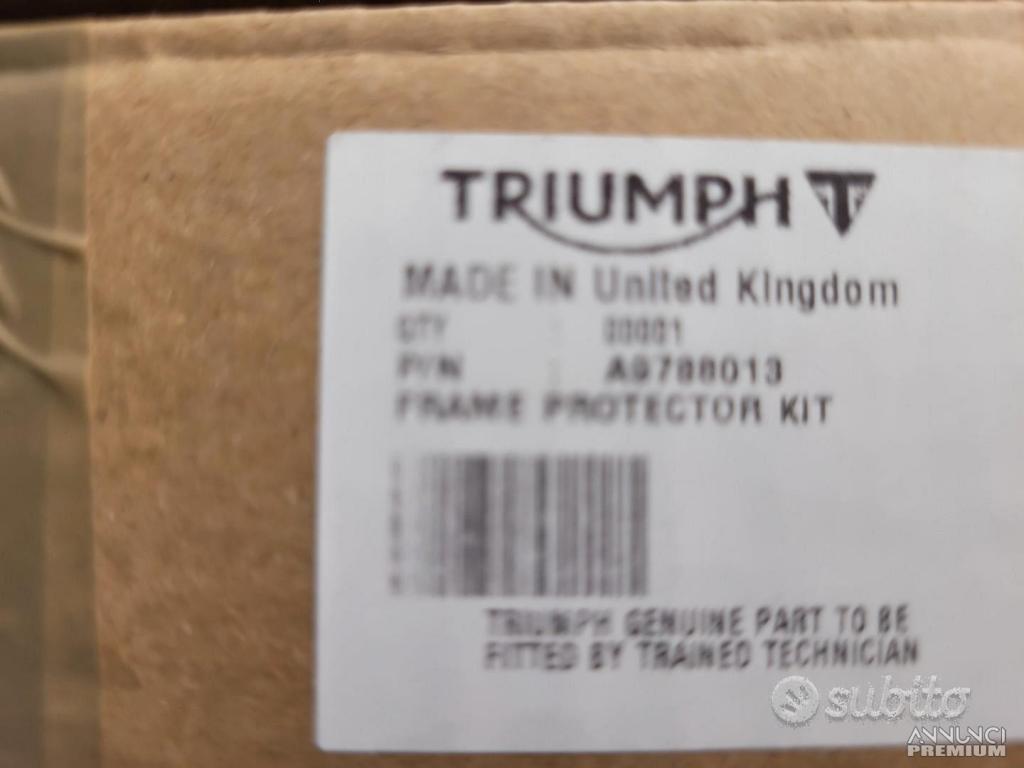 TRIUMPH
MADE IN United Kingdom
QTY : 00001
P/N : A9788013
FRAME PROTECTOR KIT
TRIUMPH GENUINE PART TO BE
FITTED BY TRAINED TECHNICIAN
subito
ANNUNCI
PREMIUM